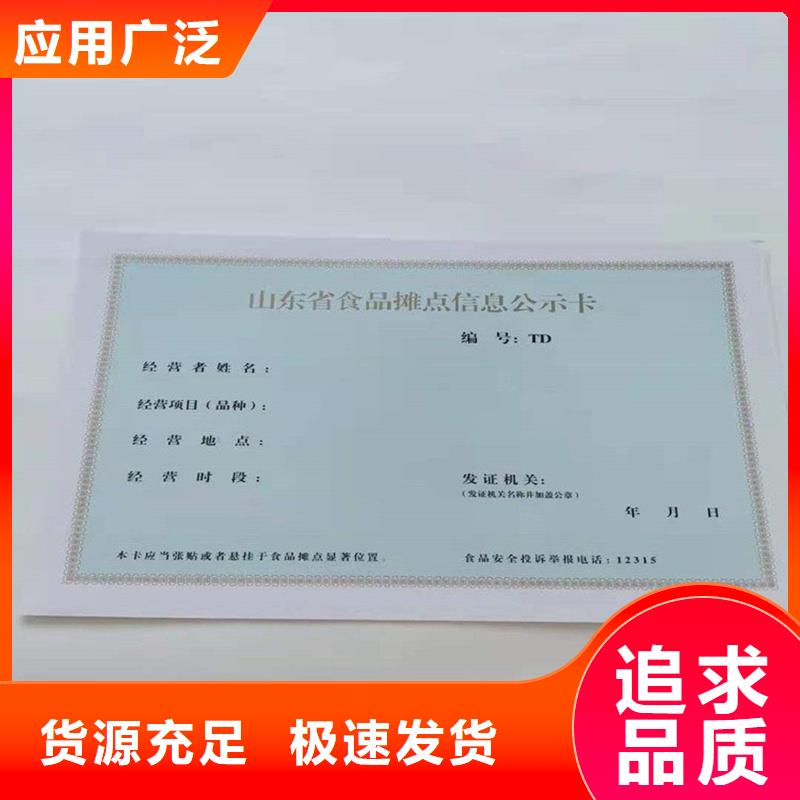 应用广泛
山东省食品摊点信息公示卡
编 号：TD
经 营 者 姓 名：
经营项目（品种）：
经 营 地 点：
经 营 时 段：
发 证 机 关：
（发证机关名称并加盖公章）
年 月 日
本卡应当张贴或者悬挂于食品摊点显著位置.
食品安全投诉举报电话：12315
追求
品质
货源充足 极速发货